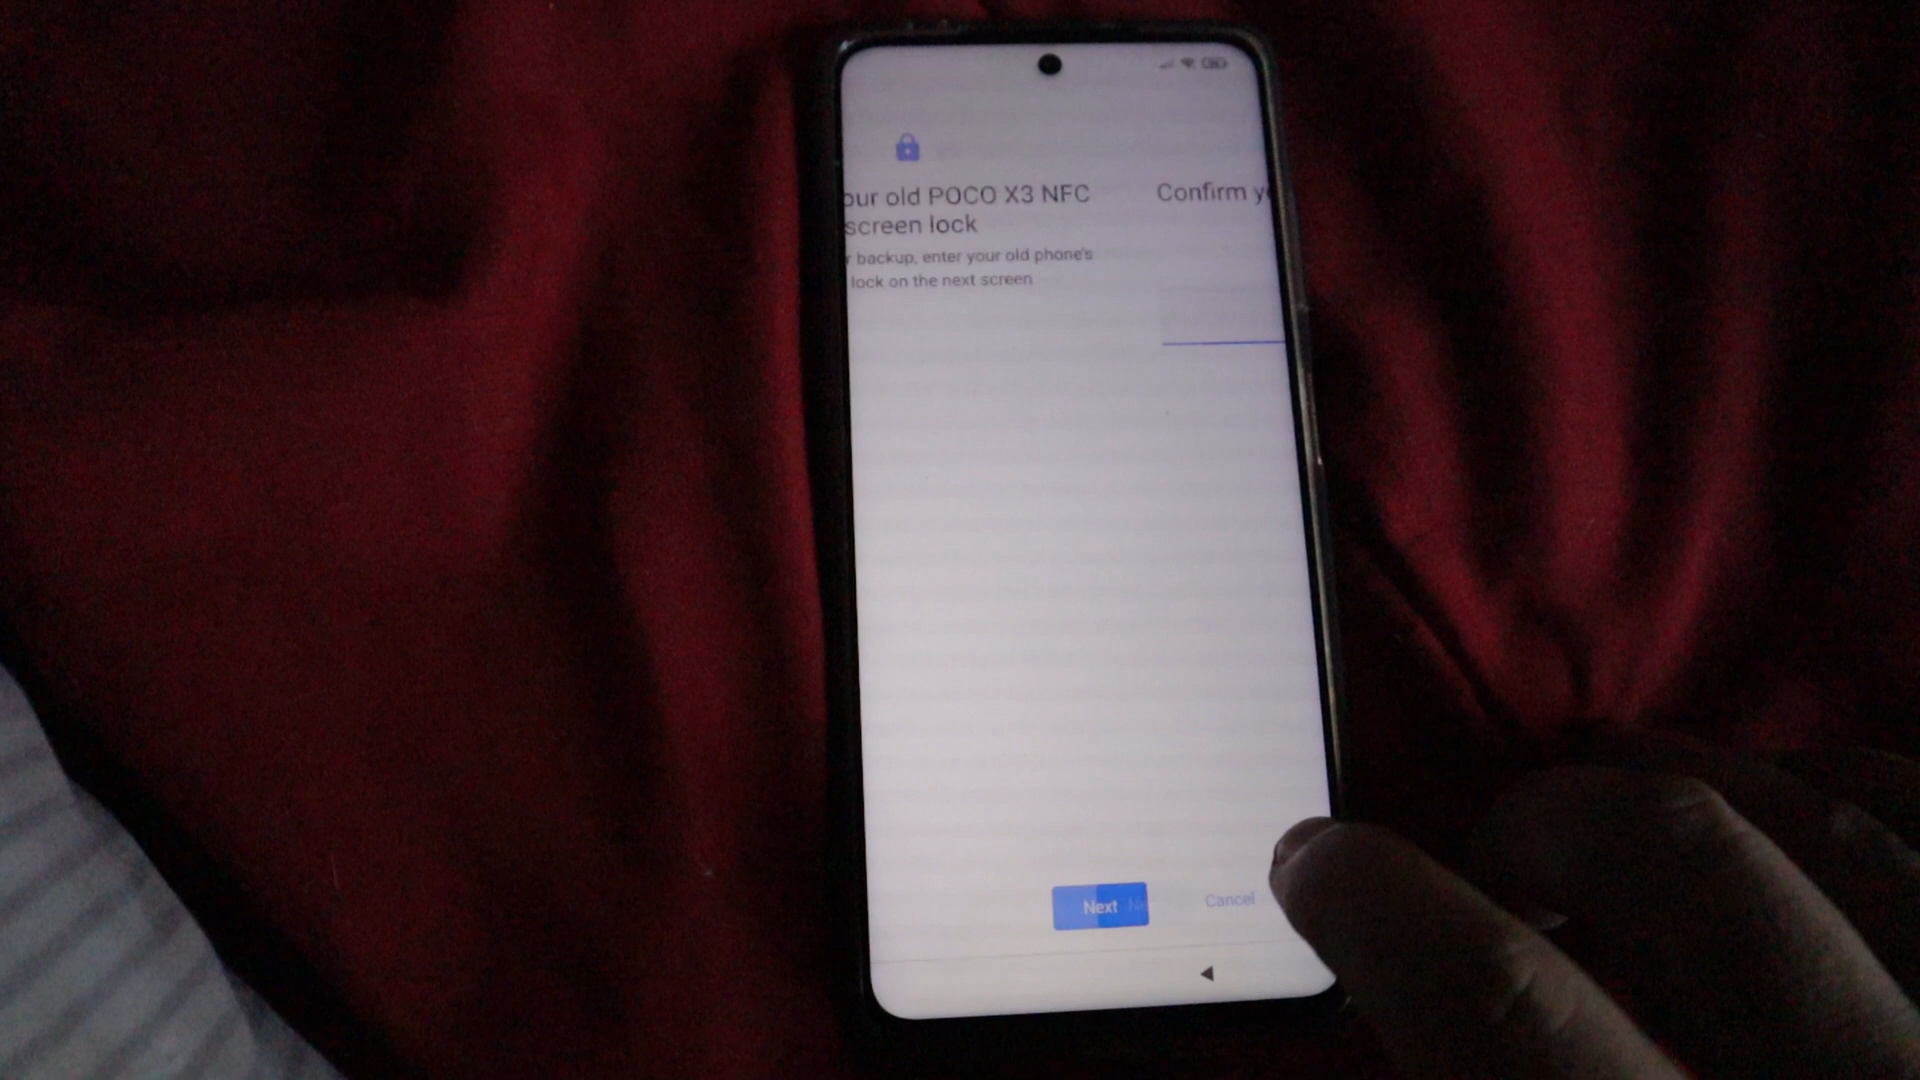 our old POCO X3 NFC
screen lock
r backup, enter your old phone's
lock on the next screen
Confirm y
Next
Cancel